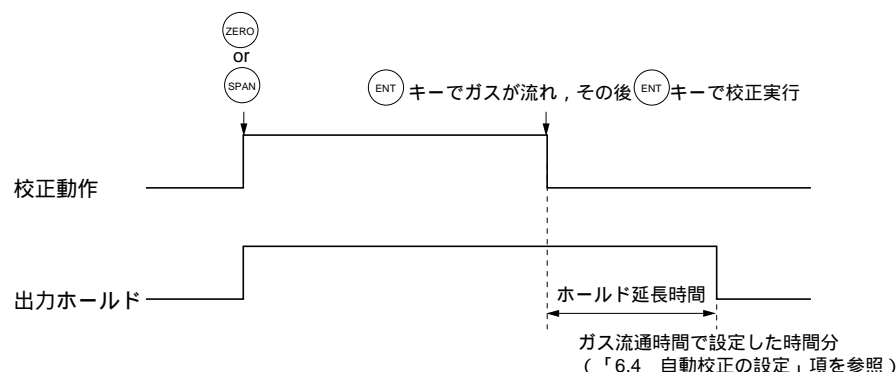 ZERO
or
SPAN
ENT キーでガスが流れ，その後 ENT キーで校正実行
校正動作
出力ホールド
ホールド延長時間
ガス流通時間で設定した時間分
（「6.4　自動校正の設定」項を参照）